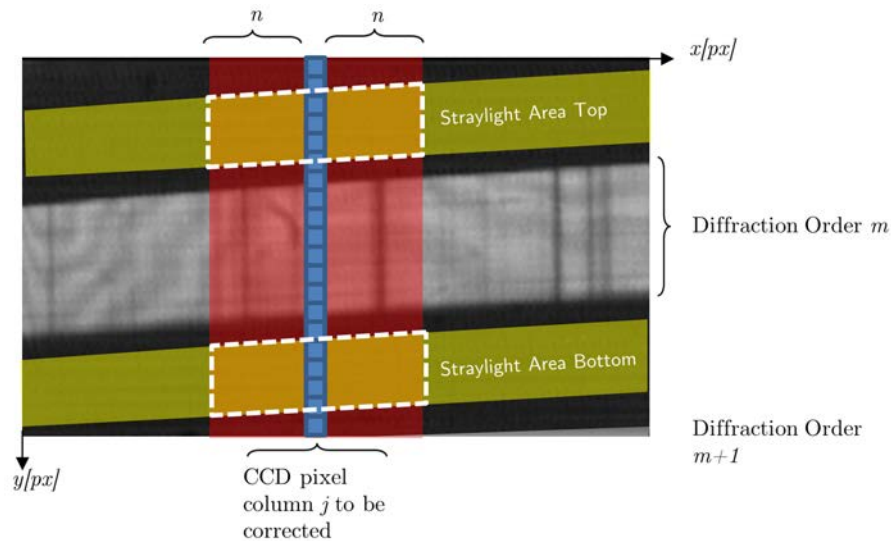 n n
x[px]
Straylight Area Top
Diffraction Order m
Straylight Area Bottom
Diffraction Order
m+1
y[px]
CCD pixel
column j to be
corrected